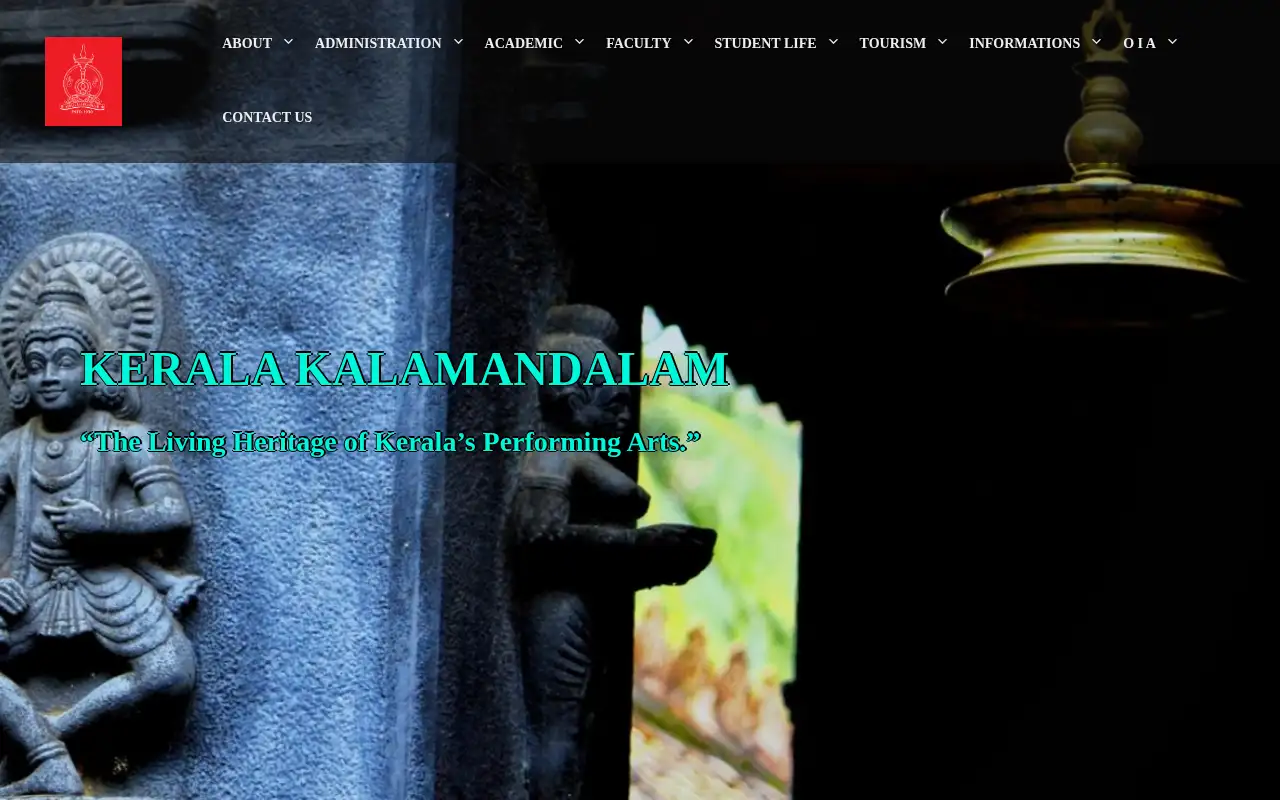 ABOUT ADMINISTRATION ACADEMIC FACULTY STUDENT LIFE TOURISM INFORMATIONS O I A
CONTACT US
KERALA KALAMANDALAM
“The Living Heritage of Kerala’s Performing Arts.”